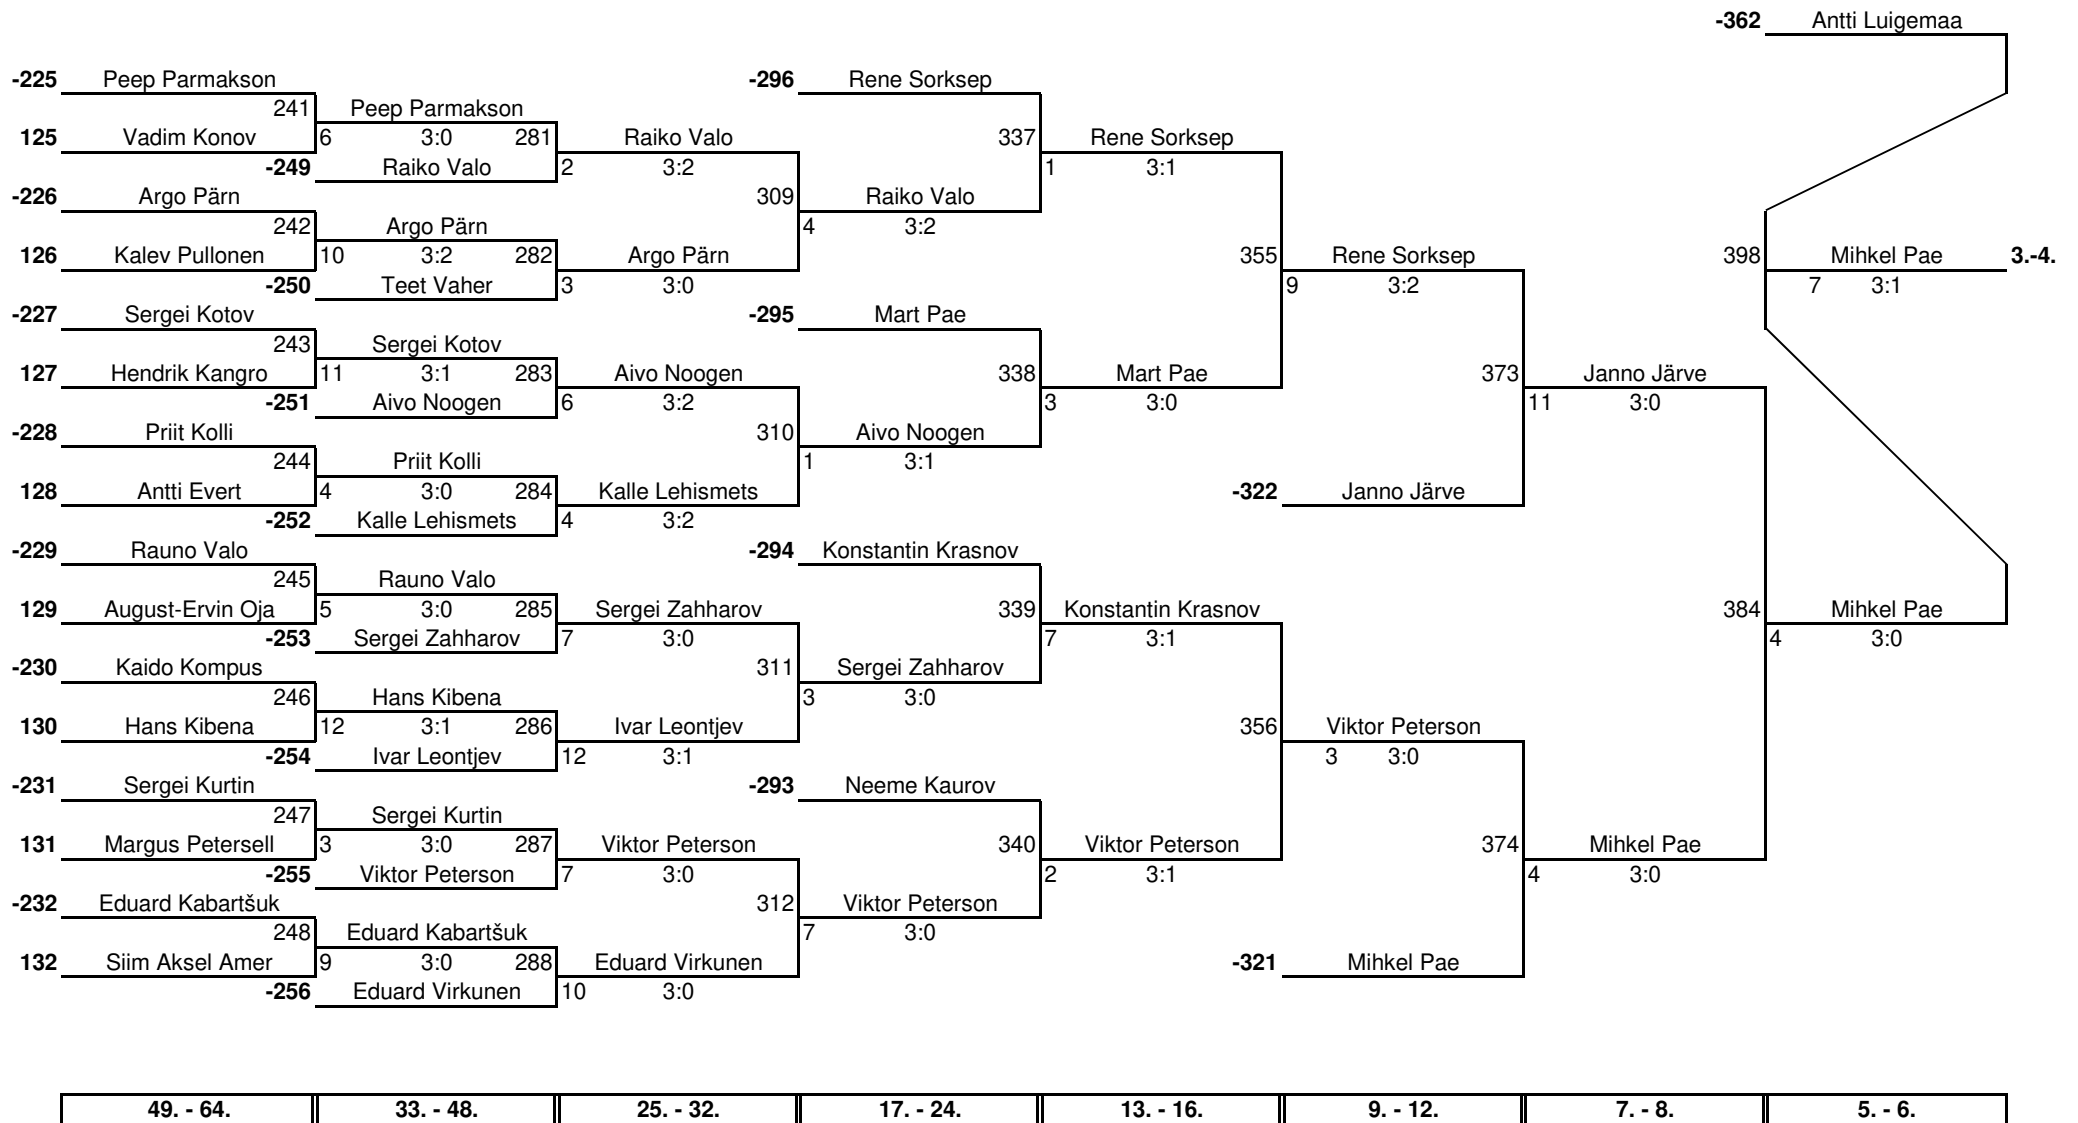 -362 Antti Luigemaa
-225 Peep Parmakson -296 Rene Sorksep
241 Peep Parmakson
125 Vadim Konov 6 3:0 281 Raiko Valo 337 Rene Sorksep
-249 Raiko Valo 2 3:2 1 3:1
-226 Argo Pärn 309 Raiko Valo
242 Argo Pärn 4 3:2
126 Kalev Pullonen 10 3:2 282 Argo Pärn 355 Rene Sorksep 398 Mihkel Pae 3.-4.
-250 Teet Vaher 3 3:0 9 3:2 7 3:1
-227 Sergei Kotov -295 Mart Pae
243 Sergei Kotov
127 Hendrik Kangro 11 3:1 283 Aivo Noogen 338 Mart Pae 373 Janno Järve
-251 Aivo Noogen 6 3:2 3 3:0 11 3:0
-228 Priit Kolli 310 Aivo Noogen
244 Priit Kolli 1 3:1
128 Antti Evert 4 3:0 284 Kalle Lehismets -322 Janno Järve
-252 Kalle Lehismets 4 3:2
-229 Rauno Valo -294 Konstantin Krasnov
245 Rauno Valo
129 August-Ervin Oja 5 3:0 285 Sergei Zahharov 339 Konstantin Krasnov 384 Mihkel Pae
-253 Sergei Zahharov 7 3:0 7 3:1 4 3:0
-230 Kaido Kompus 311 Sergei Zahharov
246 Hans Kibena 3 3:0
130 Hans Kibena 12 3:1 286 Ivar Leontjev 356 Viktor Peterson
-254 Ivar Leontjev 12 3:1 3 3:0
-231 Sergei Kurtin -293 Neeme Kaurov
247 Sergei Kurtin
131 Margus Petersell 3 3:0 287 Viktor Peterson 340 Viktor Peterson 374 Mihkel Pae
-255 Viktor Peterson 7 3:0 2 3:1 4 3:0
-232 Eduard Kabartšuk 312 Viktor Peterson
248 Eduard Kabartšuk 7 3:0
132 Siim Aksel Amer 9 3:0 288 Eduard Virkunen -321 Mihkel Pae
-256 Eduard Virkunen 10 3:0
49. - 64. 33. - 48. 25. - 32. 17. - 24. 13. - 16. 9. - 12. 7. - 8. 5. - 6.